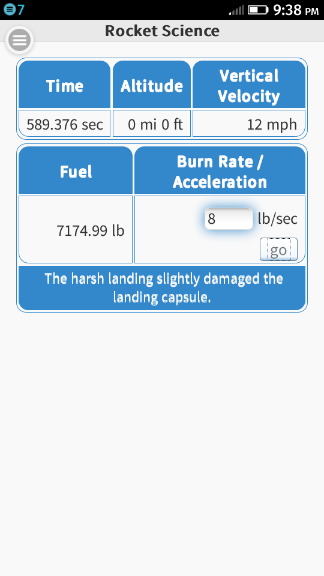 7 9:38 PM
Rocket Science
Time Altitude Vertical Velocity
589.376 sec 0 mi 0 ft 12 mph
Fuel Burn Rate / Acceleration
7174.99 lb 8 lb/sec
go
The harsh landing slightly damaged the
landing capsule.